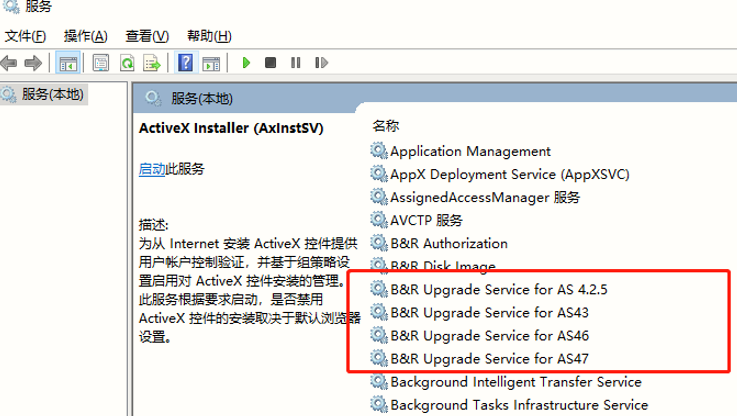 服务
文件(F) 操作(A) 查看(V) 帮助(H)
服务(本地)
服务(本地)
ActiveX Installer (AxInstSV)
启动此服务
描述:
为从 Internet 安装 ActiveX 控件提供
用户帐户控制验证，并基于组策略设
置启用对 ActiveX 控件安装的管理。
此服务根据要求启动，是否禁用
ActiveX 控件的安装取决于默认浏览器
设置。
名称
Application Management
AppX Deployment Service (AppXSVC)
AssignedAccessManager 服务
AVCTP 服务
B&R Authorization
B&R Disk Image
B&R Upgrade Service for AS 4.2.5
B&R Upgrade Service for AS43
B&R Upgrade Service for AS46
B&R Upgrade Service for AS47
Background Intelligent Transfer Service
Background Tasks Infrastructure Service